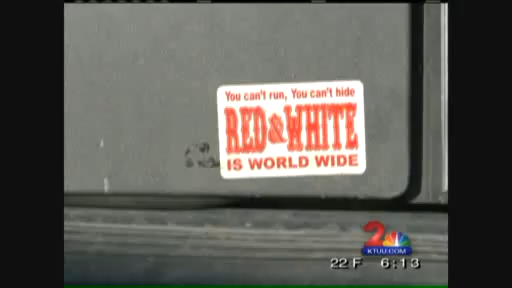 You can't run, You can't hide
RED & WHITE
IS WORLD WIDE
2
KTUU.COM
22 F 6:13